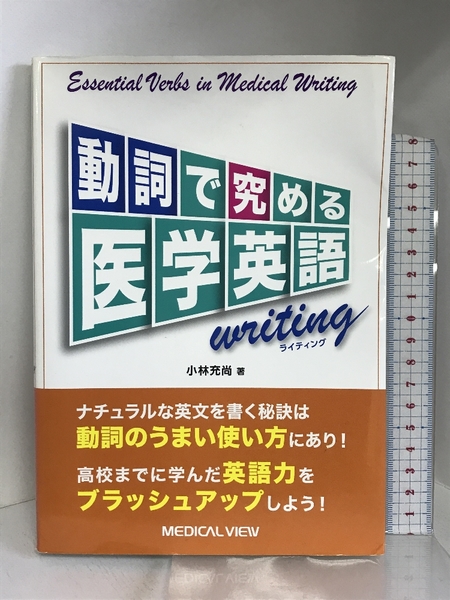 Essential Verbs in Medical Writing
動詞で究める
医学英語
writing
ライティング
小林充尚 著
ナチュラルな英文を書く秘訣は
動詞のうまい使い方にあり!
高校までに学んだ英語力を
ブラッシュアップしよう!
MEDICAL VIEW